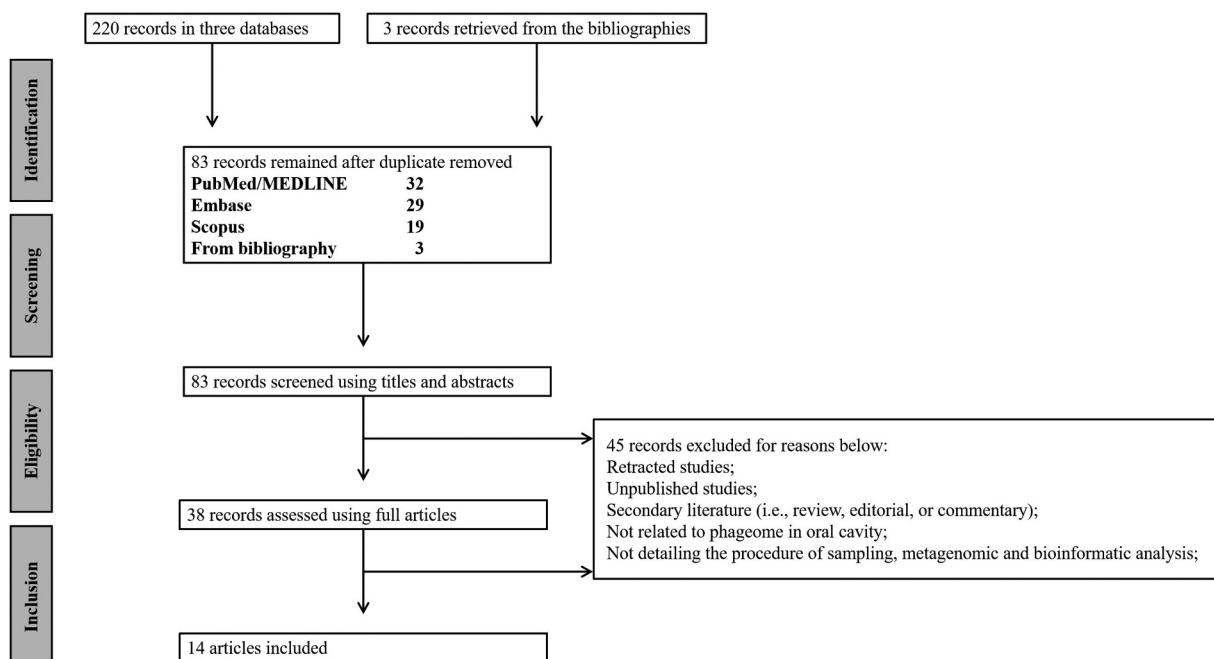 220 records in three databases
3 records retrieved from the bibliographies
Identification
83 records remained after duplicate removed
PubMed/MEDLINE 32
Embase 29
Scopus 19
From bibliography 3
Screening
83 records screened using titles and abstracts
Eligibility
45 records excluded for reasons below:
Retracted studies;
Unpublished studies;
Secondary literature (i.e., review, editorial, or commentary);
Not related to phageome in oral cavity;
Not detailing the procedure of sampling, metagenomic and bioinformatic analysis;
38 records assessed using full articles
Inclusion
14 articles included